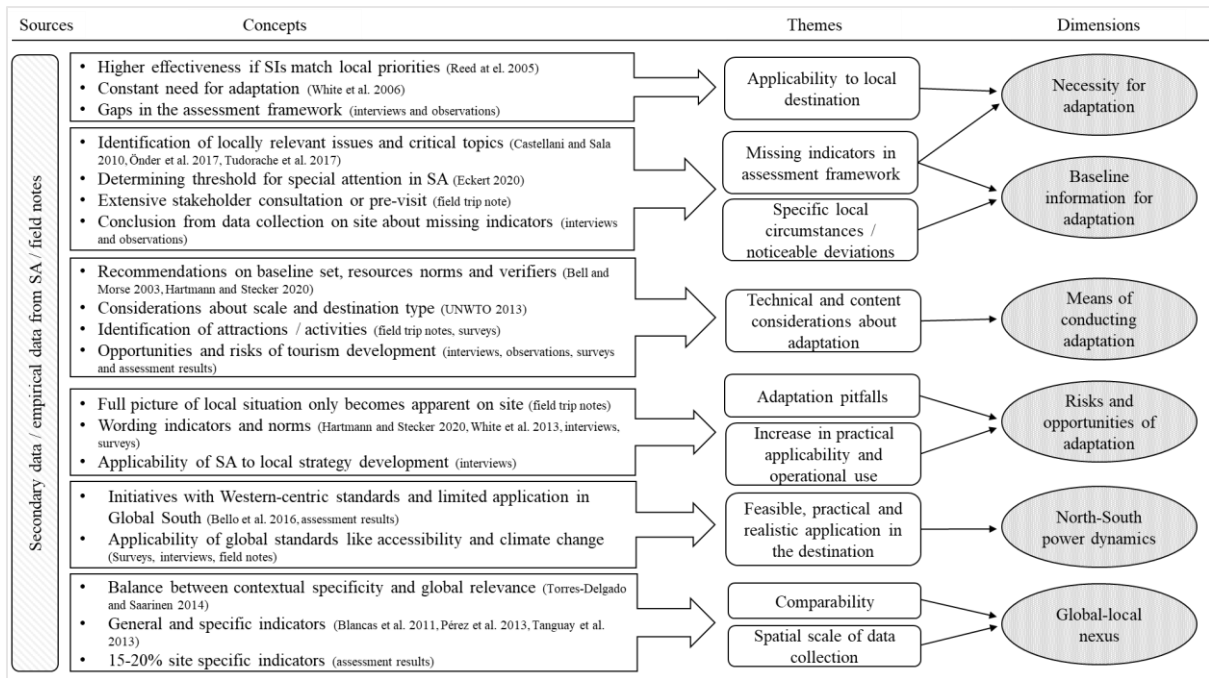 Sources Concepts Themes Dimensions
Secondary data / empirical data from SA / field notes
• Higher effectiveness if SIs match local priorities (Reed at el. 2005)
• Constant need for adaptation (White et al. 2006)
• Gaps in the assessment framework (interviews and observations)
Applicability to local
destination
Necessity for
adaptation
• Identification of locally relevant issues and critical topics (Castellani and Sala
2010, Önder et al. 2017, Tudorache et al. 2017)
• Determining threshold for special attention in SA (Eckert 2020)
• Extensive stakeholder consultation or pre-visit (field trip note)
• Conclusion from data collection on site about missing indicators (interviews
and observations)
Missing indicators in
assessment framework
Specific local
circumstances /
noticeable deviations
Baseline
information for
adaptation
• Recommendations on baseline set, resources norms and verifiers (Bell and
Morse 2003, Hartmann and Stecker 2020)
• Considerations about scale and destination type (UNWTO 2013)
• Identification of attractions / activities (field trip notes, surveys)
• Opportunities and risks of tourism development (interviews, observations, surveys
and assessment results)
Technical and content
considerations about
adaptation
Means of
conducting
adaptation
• Full picture of local situation only becomes apparent on site (field trip notes)
• Wording indicators and norms (Hartmann and Stecker 2020, White et al. 2013, interviews,
surveys)
• Applicability of SA to local strategy development (interviews)
Adaptation pitfalls
Increase in practical
applicability and
operational use
Risks and
opportunities of
adaptation
• Initiatives with Western-centric standards and limited application in
Global South (Bello et al. 2016, assessment results)
• Applicability of global standards like accessibility and climate change
(Surveys, interviews, field notes)
Feasible, practical and
realistic application in
the destination
North-South
power dynamics
• Balance between contextual specificity and global relevance (Torres-Delgado
and Saarinen 2014)
• General and specific indicators (Blancas et al. 2011, Pérez et al. 2013, Tanguay et al.
2013)
• 15-20% site specific indicators (assessment results)
Comparability
Spatial scale of data
collection
Global-local
nexus